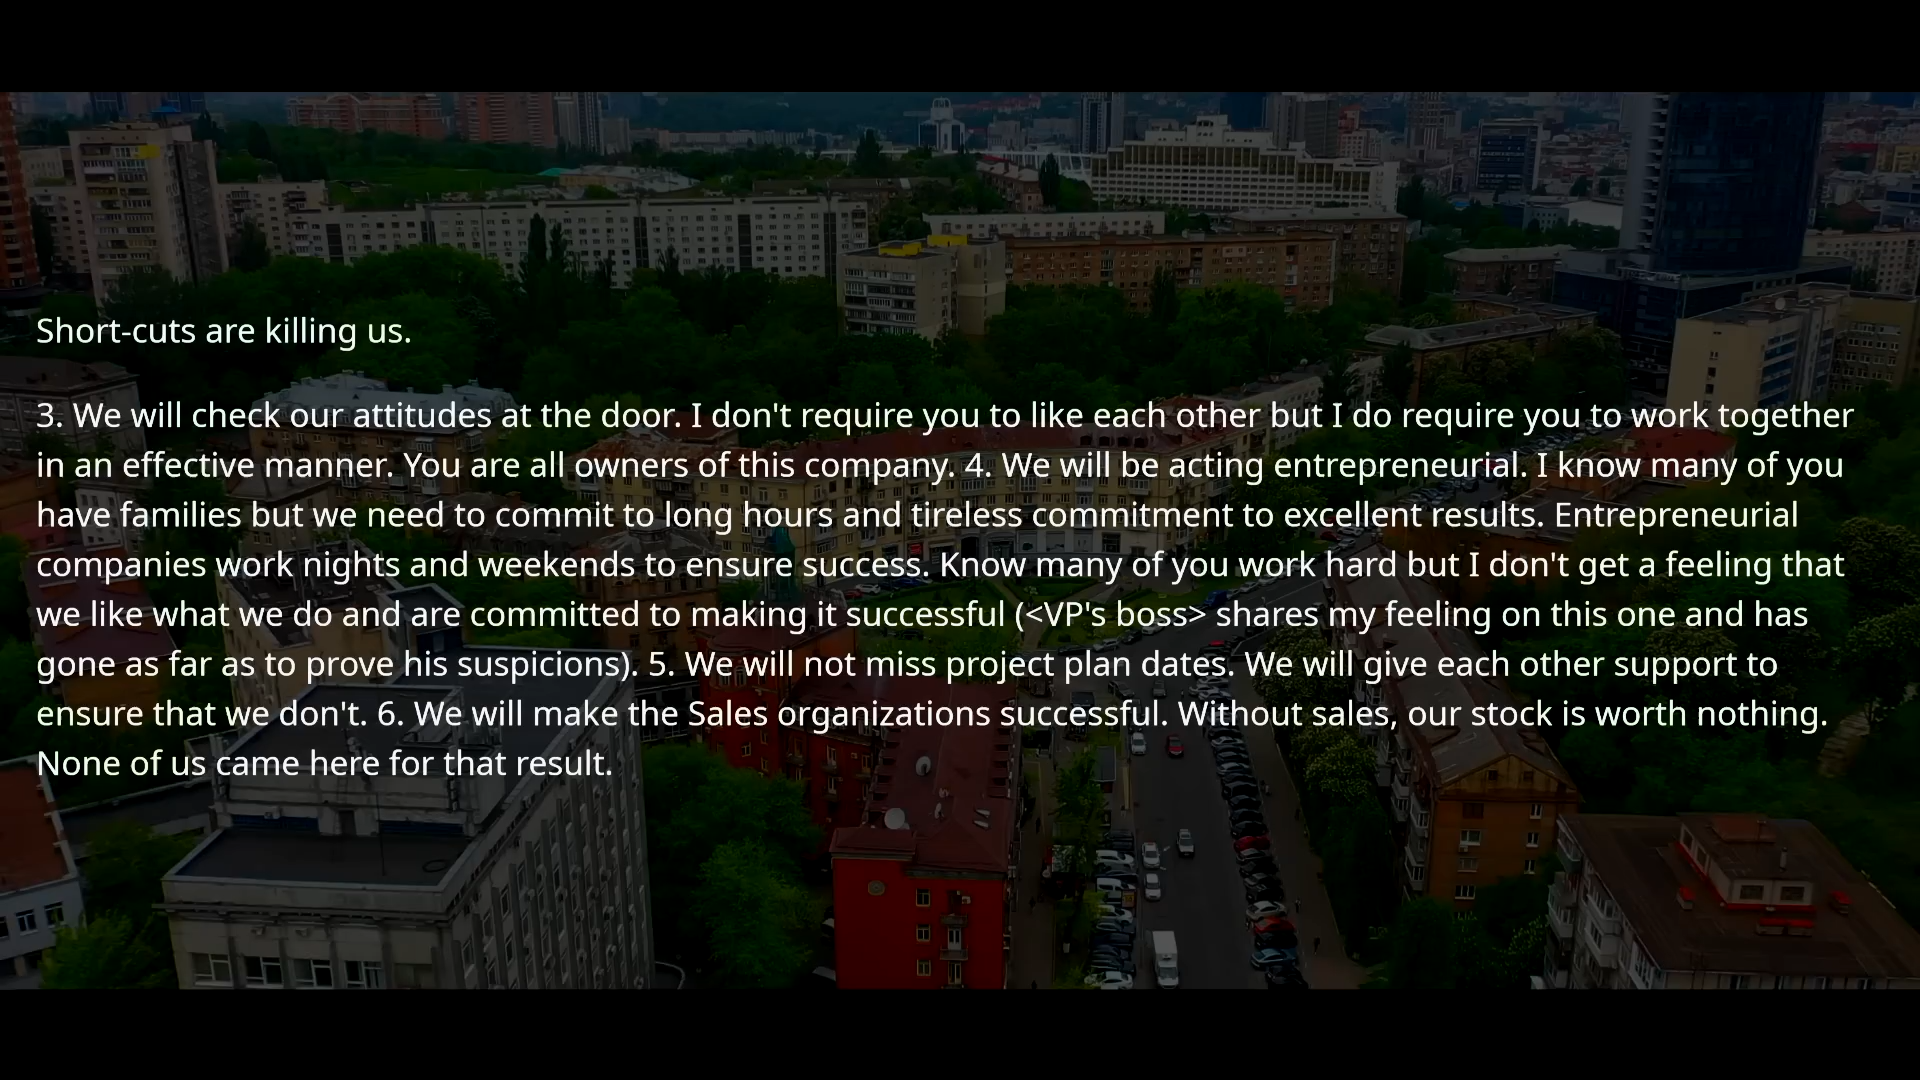 Short-cuts are killing us.
3. We will check our attitudes at the door. I don't require you to like each other but I do require you to work together
in an effective manner. You are all owners of this company. 4. We will be acting entrepreneurial. I know many of you
have families but we need to commit to long hours and tireless commitment to excellent results. Entrepreneurial
companies work nights and weekends to ensure success. Know many of you work hard but I don't get a feeling that
we like what we do and are committed to making it successful (<VP's boss> shares my feeling on this one and has
gone as far as to prove his suspicions). 5. We will not miss project plan dates. We will give each other support to
ensure that we don't. 6. We will make the Sales organizations successful. Without sales, our stock is worth nothing.
None of us came here for that result.